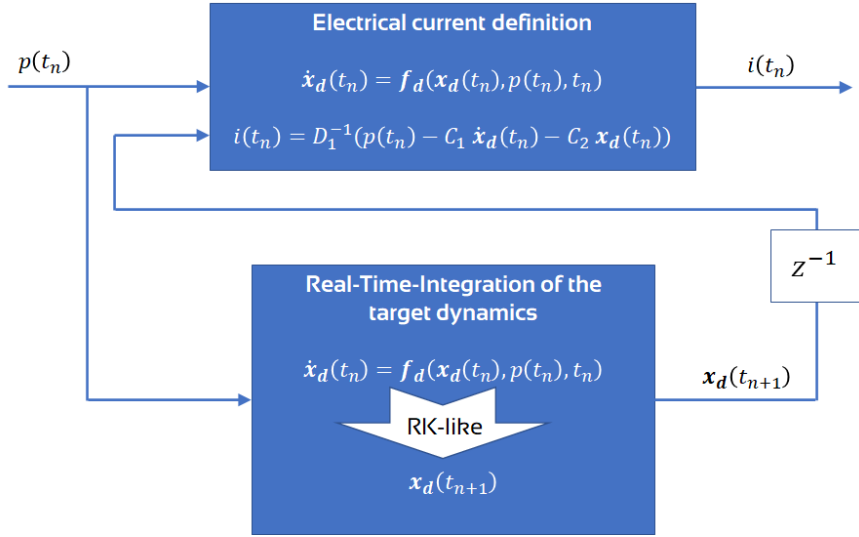 Electrical current definition
p(tₙ)
𝒙̇_𝒅(tₙ) = 𝒇_𝒅(𝒙_𝒅(tₙ), p(tₙ), tₙ)
i(tₙ)
i(tₙ) = D₁⁻¹(p(tₙ) − C₁ 𝒙̇_𝒅(tₙ) − C₂ 𝒙_𝒅(tₙ))
Z⁻¹
Real-Time-Integration of the
target dynamics
𝒙̇_𝒅(tₙ) = 𝒇_𝒅(𝒙_𝒅(tₙ), p(tₙ), tₙ)
𝒙_𝒅(tₙ₊₁)
RK-like
𝒙_𝒅(tₙ₊₁)